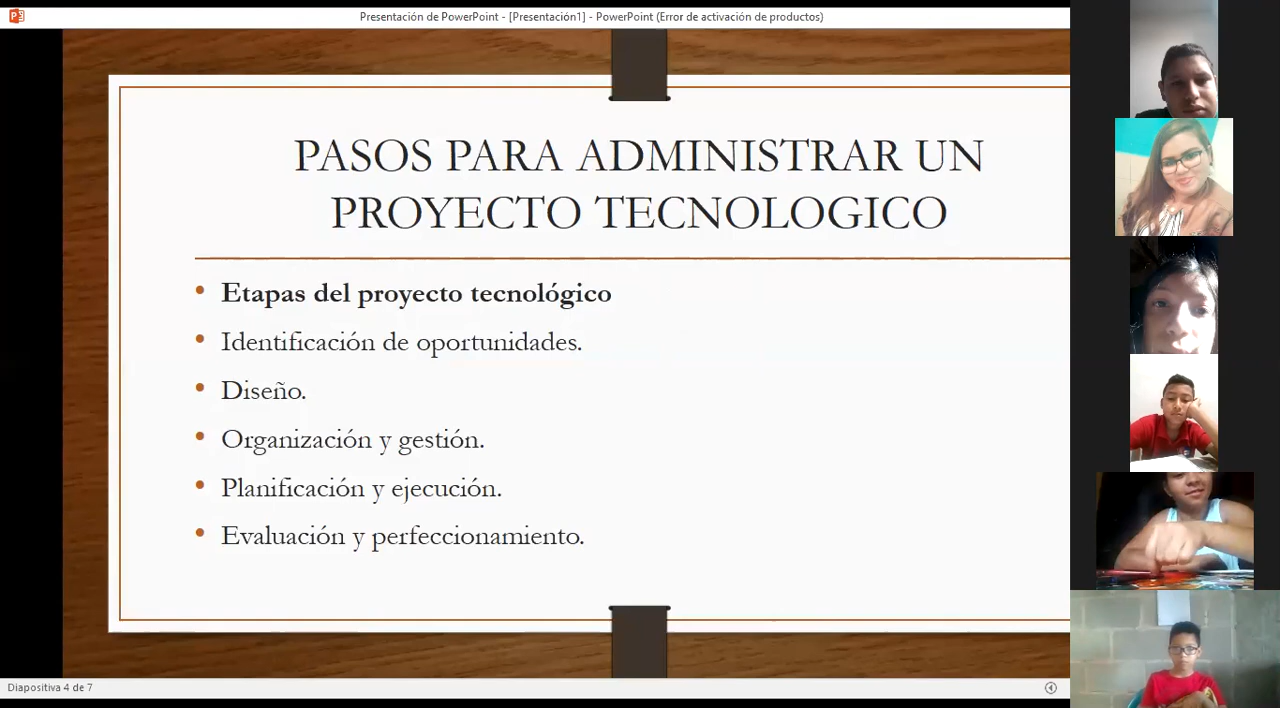 Presentación de PowerPoint - [Presentación1] - PowerPoint (Error de activación de productos)
PASOS PARA ADMINISTRAR UN
PROYECTO TECNOLOGICO
• Etapas del proyecto tecnológico
• Identificación de oportunidades.
• Diseño.
• Organización y gestión.
• Planificación y ejecución.
• Evaluación y perfeccionamiento.
Diapositiva 4 de 7